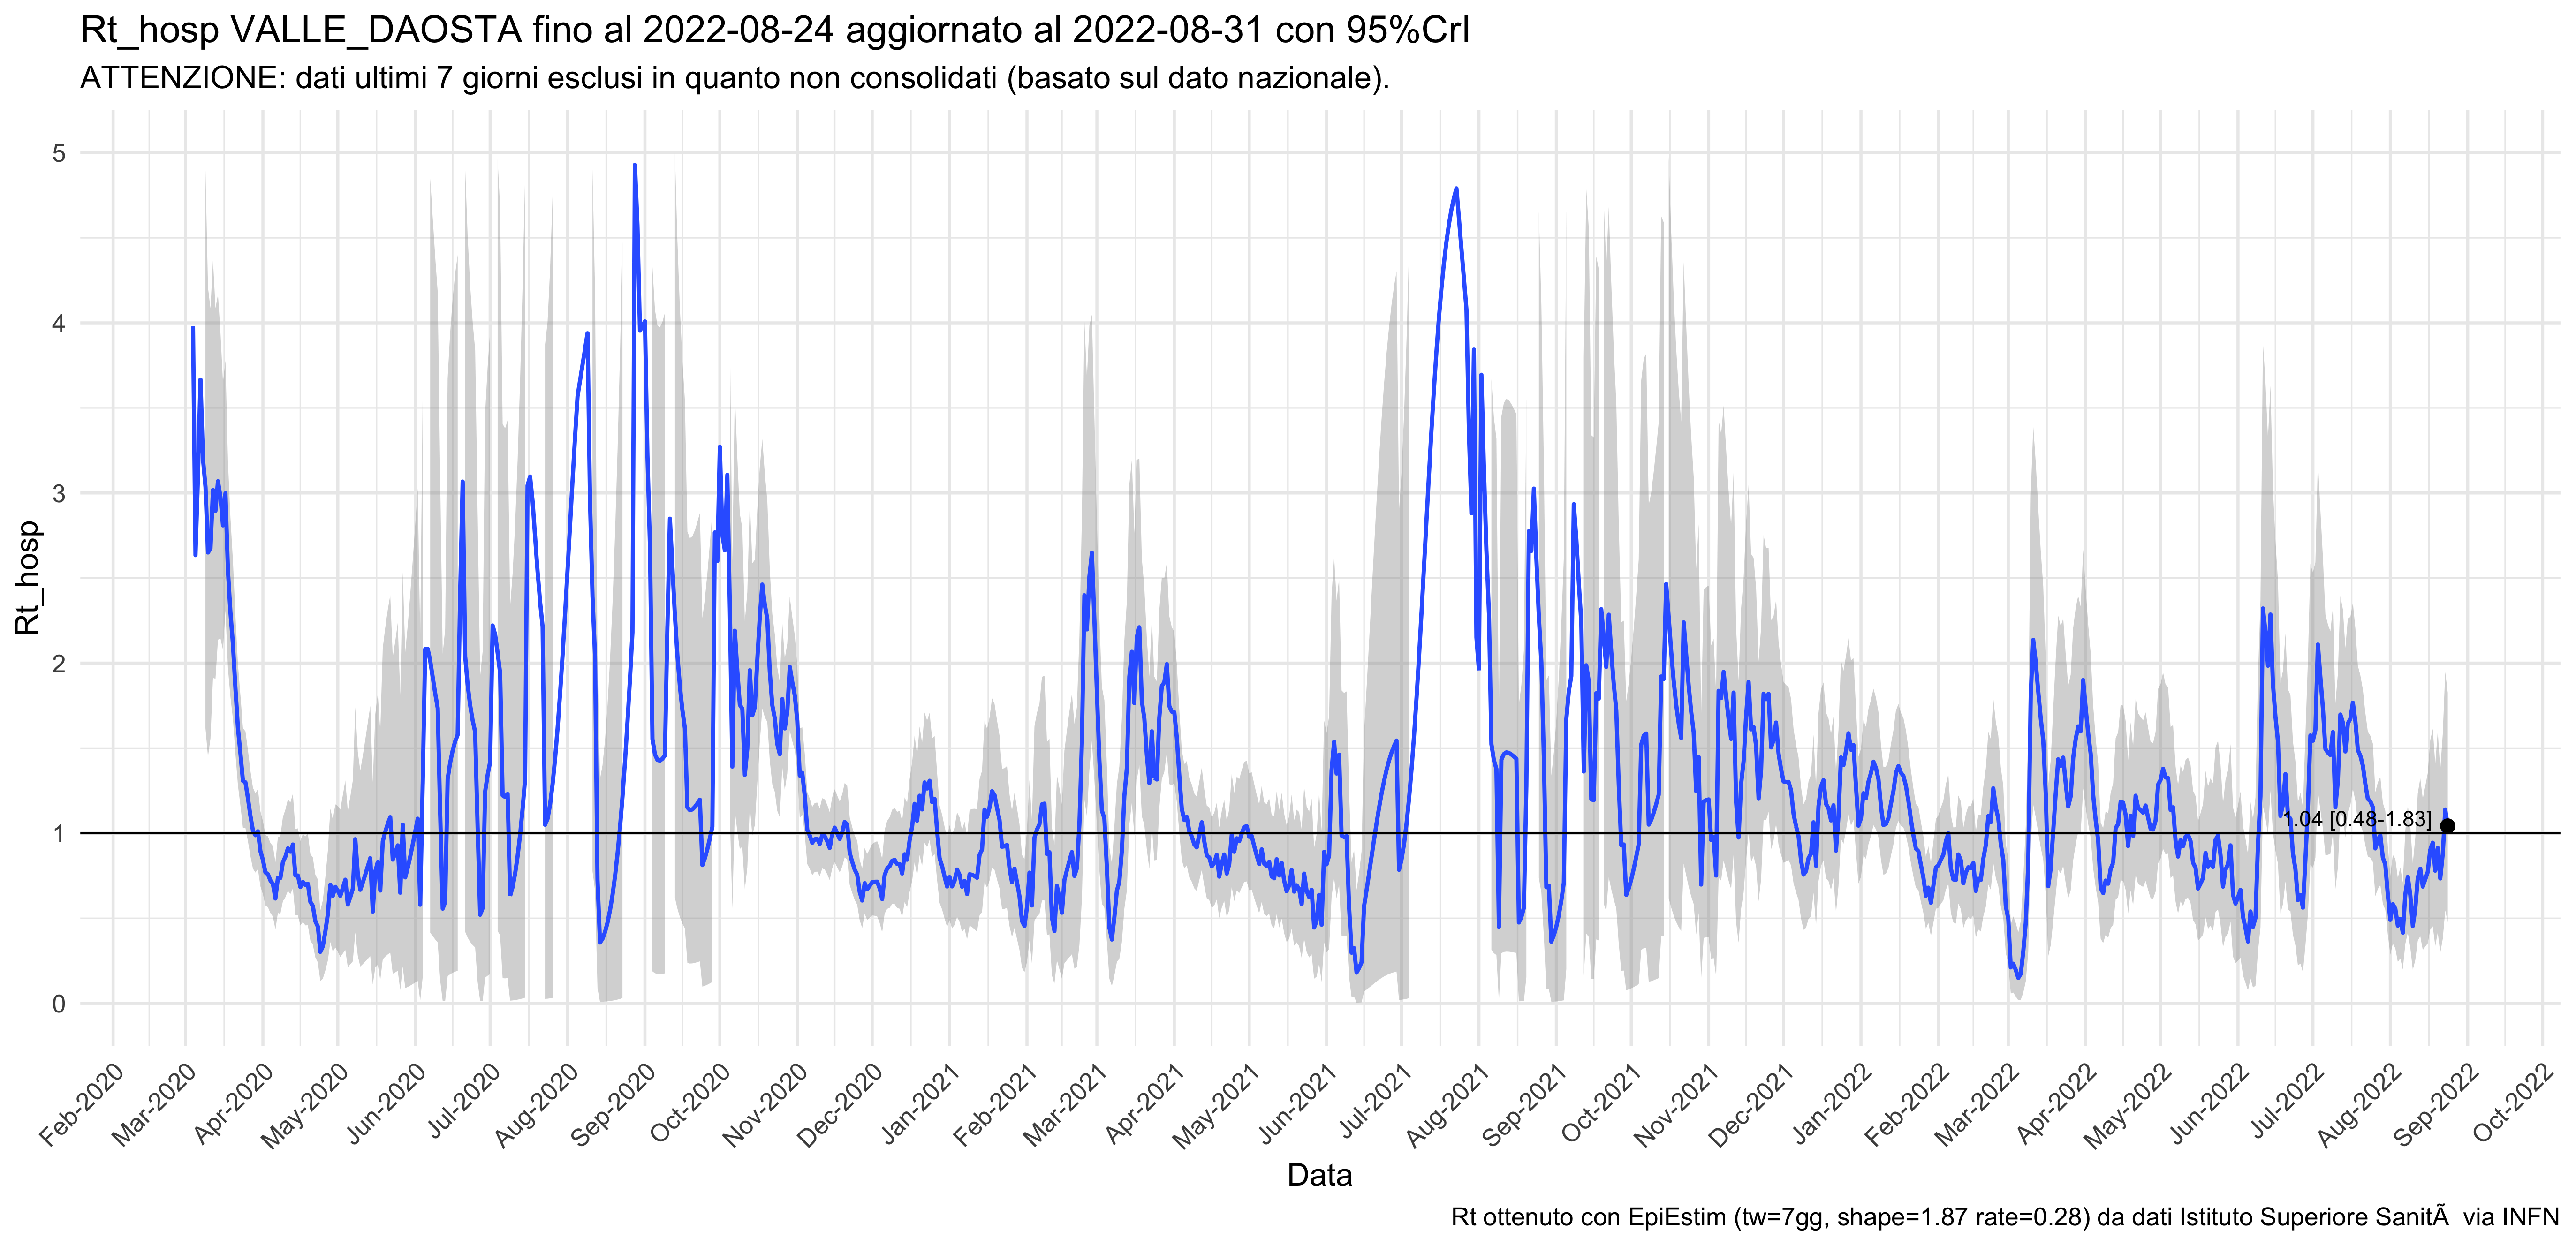 Rt_hosp VALLE_DAOSTA fino al 2022-08-24 aggiornato al 2022-08-31 con 95%CrI
ATTENZIONE: dati ultimi 7 giorni esclusi in quanto non consolidati (basato sul dato nazionale).
5
4
3
2
1
0
Rt_hosp
1.04 [0.48-1.83]
Feb-2020
Mar-2020
Apr-2020
May-2020
Jun-2020
Jul-2020
Aug-2020
Sep-2020
Oct-2020
Nov-2020
Dec-2020
Jan-2021
Feb-2021
Mar-2021
Apr-2021
May-2021
Jun-2021
Jul-2021
Aug-2021
Sep-2021
Oct-2021
Nov-2021
Dec-2021
Jan-2022
Feb-2022
Mar-2022
Apr-2022
May-2022
Jun-2022
Jul-2022
Aug-2022
Sep-2022
Oct-2022
Data
Rt ottenuto con EpiEstim (tw=7gg, shape=1.87 rate=0.28) da dati Istituto Superiore SanitÃ  via INFN